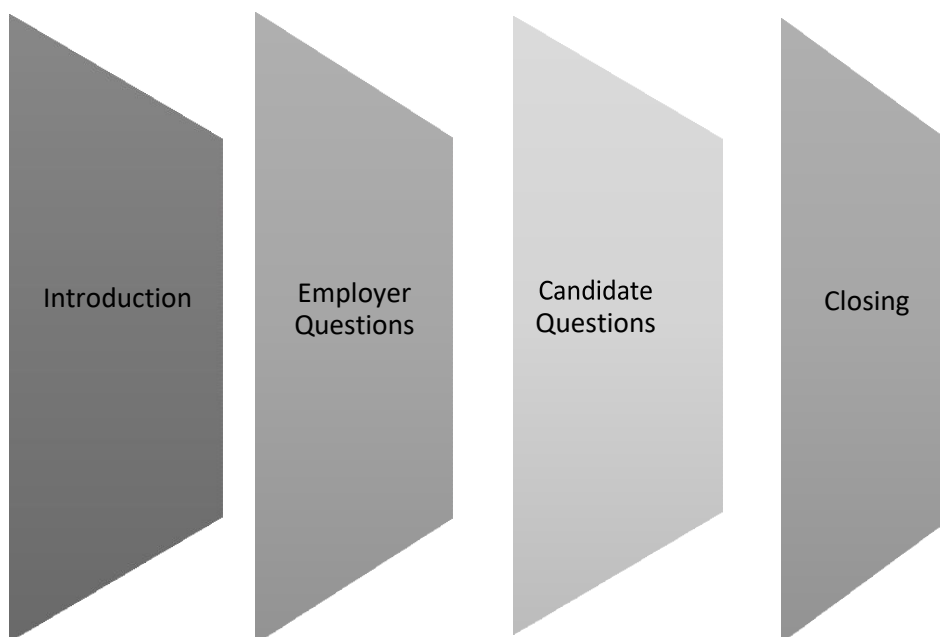 Introduction
Employer
Questions
Candidate
Questions
Closing